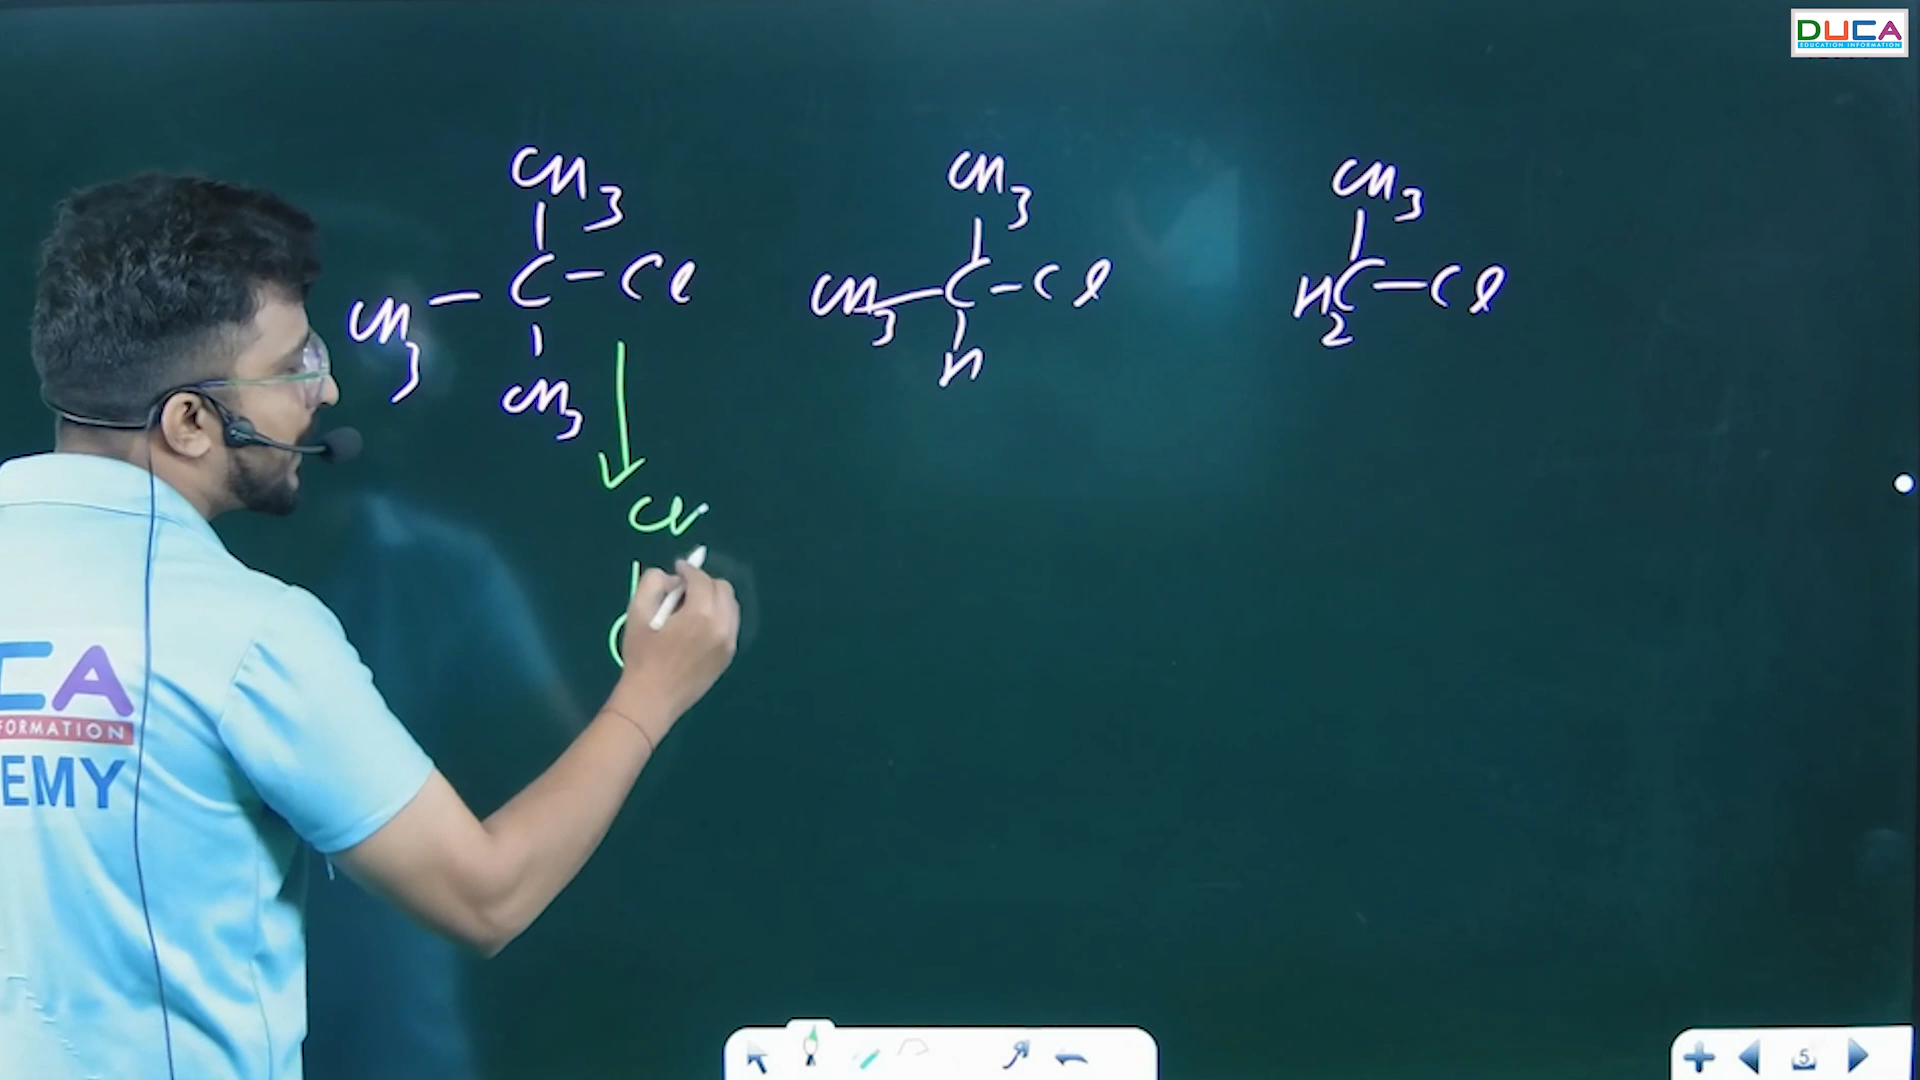 DUCA
EDUCATION INFORMATION
CH3 CH3 CH3
CH3 - C - Cl CH3 - C - Cl H2C - Cl
CH3 H
CA
FORMATION
EMY
5